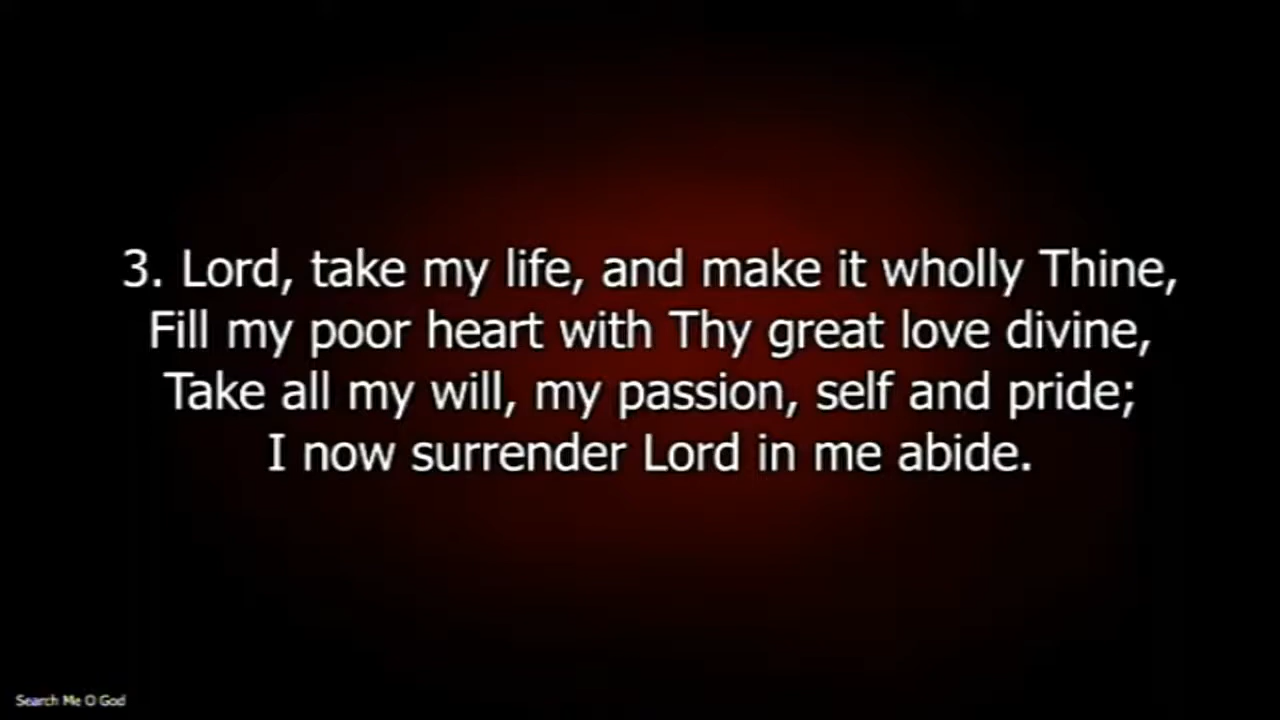 3. Lord, take my life, and make it wholly Thine,
Fill my poor heart with Thy great love divine,
Take all my will, my passion, self and pride;
I now surrender Lord in me abide.
Search Me O God